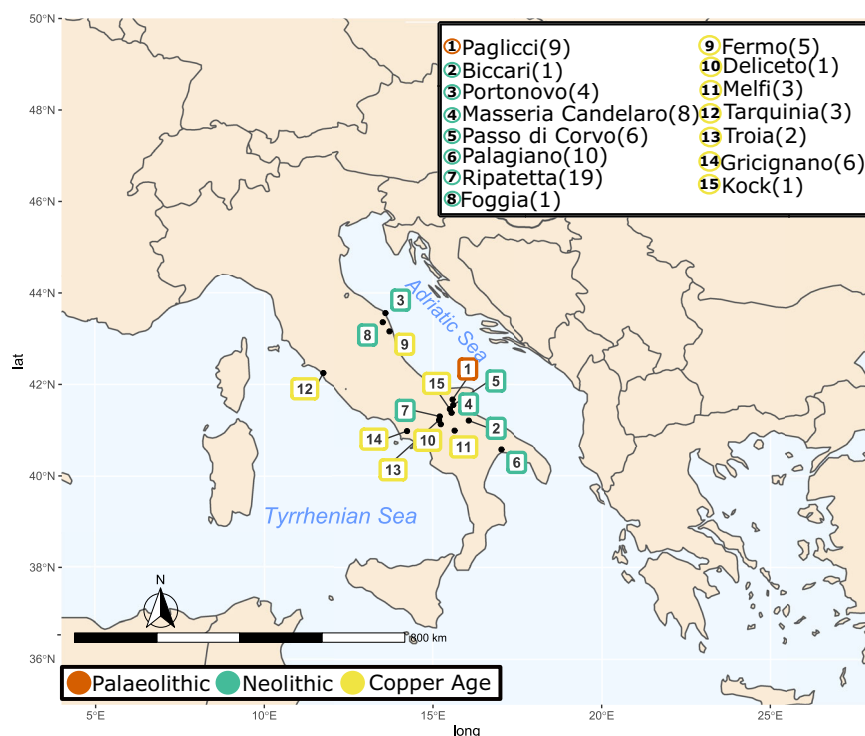 50°N
48°N
46°N
44°N
42°N
40°N
38°N
36°N
lat
1 Paglicci(9)
2 Biccari(1)
3 Portonovo(4)
4 Masseria Candelaro(8)
5 Passo di Corvo(6)
6 Palagiano(10)
7 Ripatetta(19)
8 Foggia(1)
9 Fermo(5)
10 Deliceto(1)
11 Melfi(3)
12 Tarquinia(3)
13 Troia(2)
14 Gricignano(6)
15 Kock(1)
Adriatic Sea
3
8
9
1
15
5
12
7
4
2
14
10
11
13
6
Tyrrhenian Sea
N
800 km
Palaeolithic Neolithic Copper Age
5°E 10°E 15°E 20°E 25°E
long